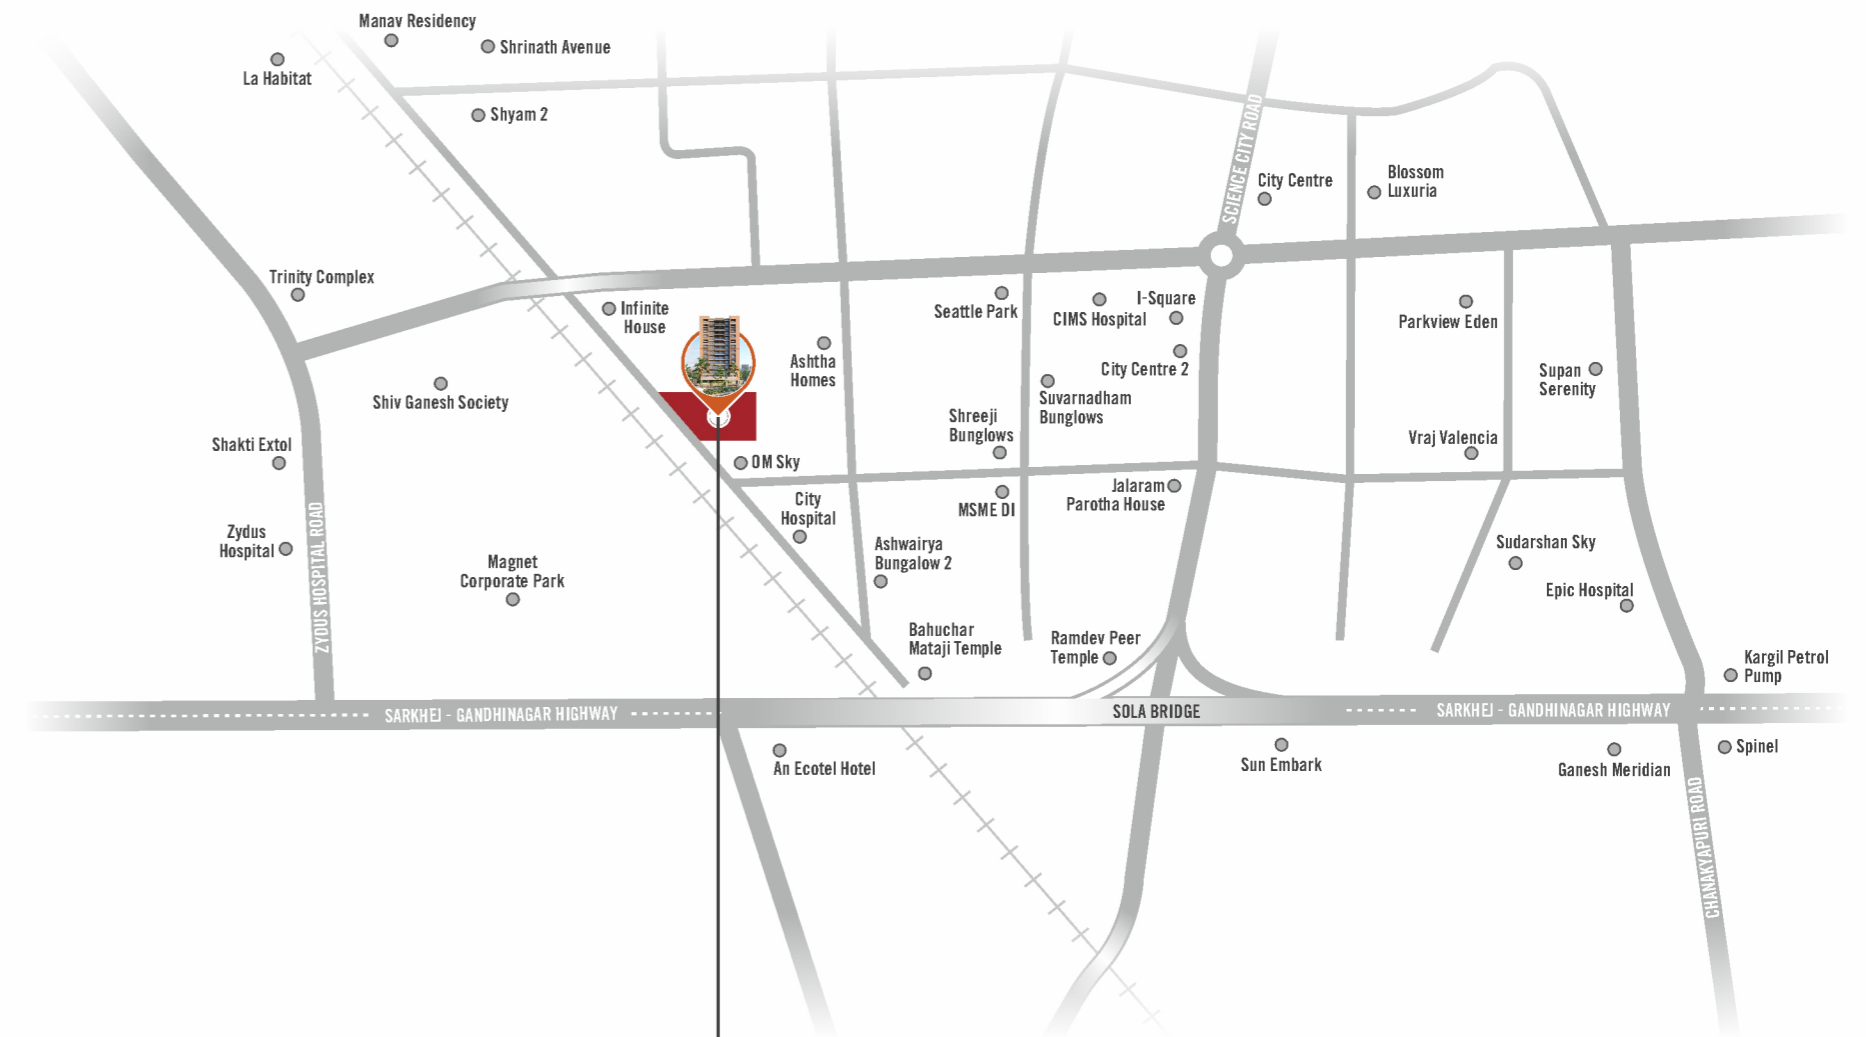 Manav Residency
Shrinath Avenue
La Habitat
Shyam 2
SCIENCE CITY ROAD
City Centre
Blossom
Luxuria
Trinity Complex
Infinite
House
Seattle Park
I-Square
CIMS Hospital
Parkview Eden
Ashtha
Homes
City Centre 2
Supan
Serenity
Shiv Ganesh Society
Suvarnadham
Bunglows
Shreeji
Bunglows
Shakti Extol
Vraj Valencia
OM Sky
City
Hospital
Jalaram
Parotha House
MSME DI
Zydus
Hospital
ZYDUS HOSPITAL ROAD
Magnet
Corporate Park
Ashwairya
Bungalow 2
Sudarshan Sky
Epic Hospital
Bahuchar
Mataji Temple
Ramdev Peer
Temple
Kargil Petrol
Pump
SARKHEJ - GANDHINAGAR HIGHWAY
SOLA BRIDGE
SARKHEJ - GANDHINAGAR HIGHWAY
An Ecotel Hotel
Sun Embark
Ganesh Meridian
Spinel
CHANAKYAPURI ROAD